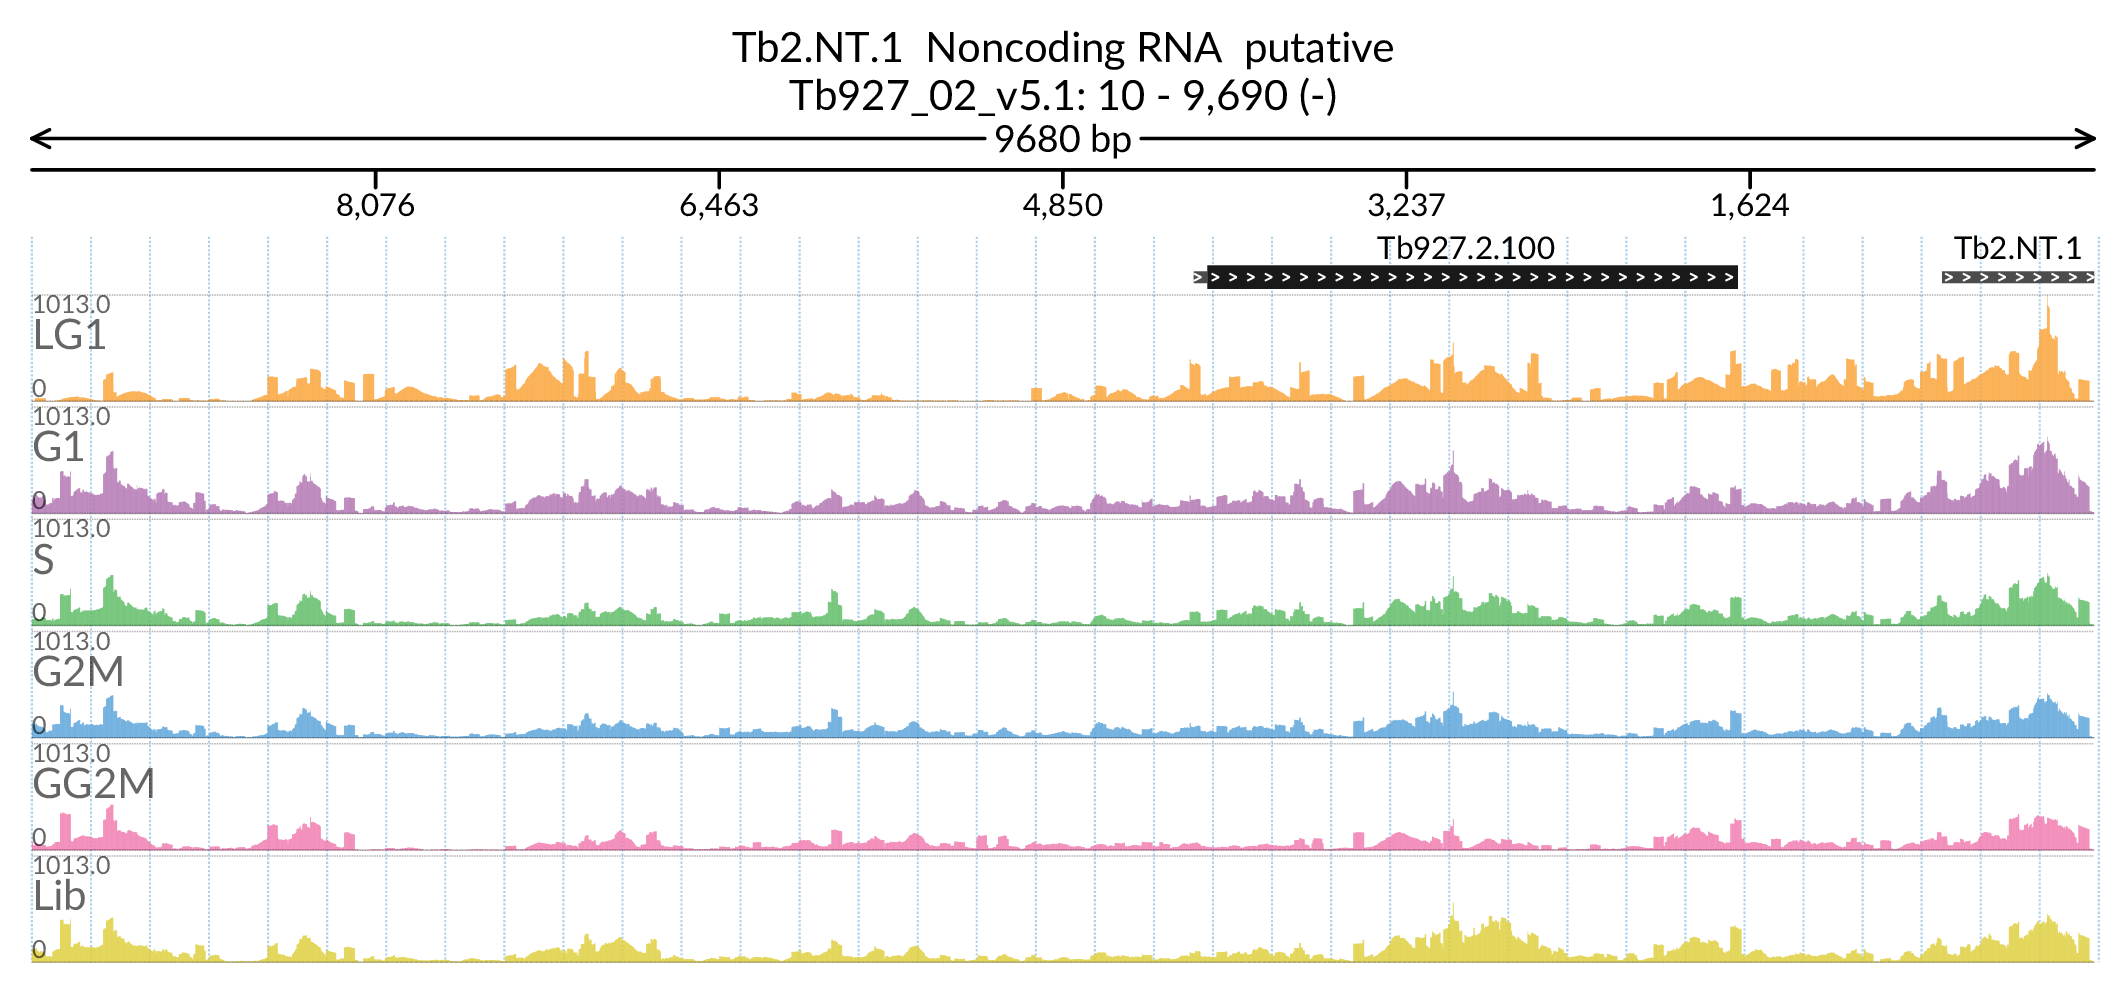 Tb2.NT.1  Noncoding RNA  putative
Tb927_02_v5.1: 10 - 9,690 (-)
9680 bp
8,076 6,463 4,850 3,237 1,624
Tb927.2.100 Tb2.NT.1
1013.0
LG1
0
1013.0
G1
0
1013.0
S
0
1013.0
G2M
0
1013.0
GG2M
0
1013.0
Lib
0